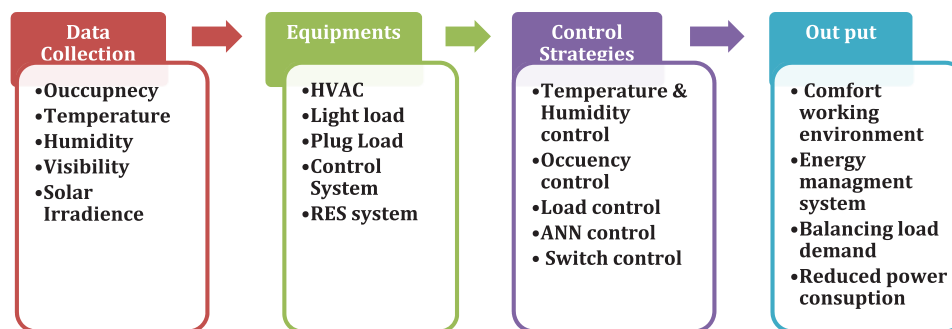 Data
Collection
•Ouccupnecy
•Temperature
•Humidity
•Visibility
•Solar
Irradience
Equipments
•HVAC
•Light load
•Plug Load
•Control
System
•RES system
Control
Strategies
•Temperature &
Humidity
control
•Occuency
control
•Load control
•ANN control
• Switch control
Out put
• Comfort
working
environment
•Energy
managment
system
•Balancing load
demand
•Reduced power
consuption